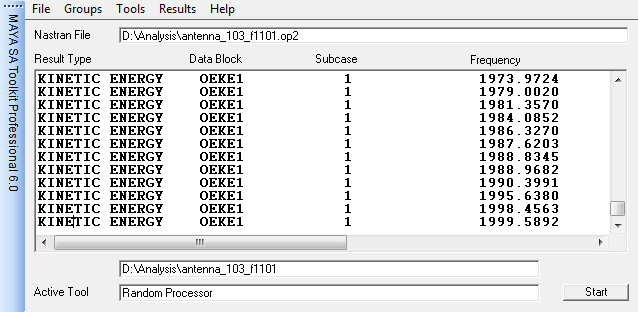 File Groups Tools Results Help
MAYA SA Toolkit Professional 6.0
Nastran File D:\Analysis\antenna_103_f1101.op2
Result Type Data Block Subcase Frequency
KINETIC ENERGY OEKE1 1 1973.9724
KINETIC ENERGY OEKE1 1 1979.0020
KINETIC ENERGY OEKE1 1 1981.3570
KINETIC ENERGY OEKE1 1 1984.0852
KINETIC ENERGY OEKE1 1 1986.3270
KINETIC ENERGY OEKE1 1 1987.6203
KINETIC ENERGY OEKE1 1 1988.8345
KINETIC ENERGY OEKE1 1 1988.9682
KINETIC ENERGY OEKE1 1 1990.3991
KINETIC ENERGY OEKE1 1 1995.6380
KINETIC ENERGY OEKE1 1 1998.4563
KINETIC ENERGY OEKE1 1 1999.5892
D:\Analysis\antenna_103_f1101
Active Tool Random Processor Start